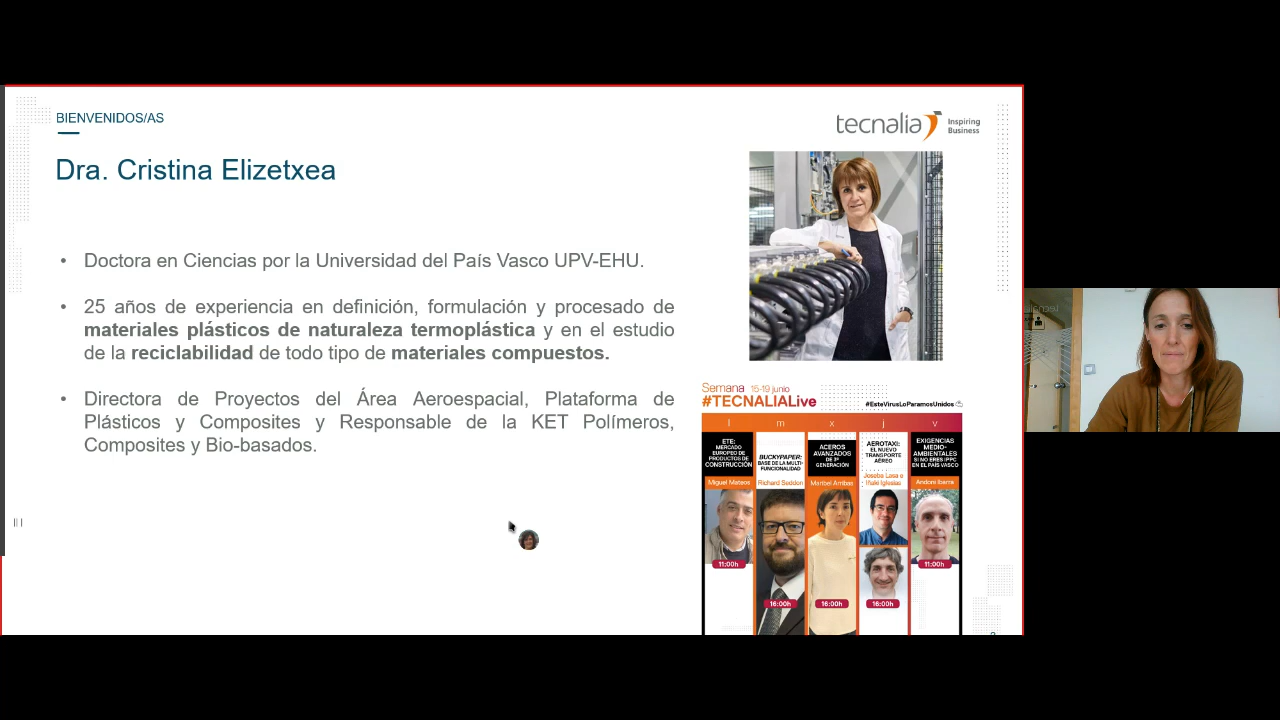 BIENVENIDOS/AS
tecnalia Inspiring
Business
Dra. Cristina Elizetxea
• Doctora en Ciencias por la Universidad del País Vasco UPV-EHU.
• 25 años de experiencia en definición, formulación y procesado de
materiales plásticos de naturaleza termoplástica y en el estudio
de la reciclabilidad de todo tipo de materiales compuestos.
• Directora de Proyectos del Área Aeroespacial, Plataforma de
Plásticos y Composites y Responsable de la KET Polímeros,
Composites y Bio-basados.
Semana 15-19 junio
#TECNALIALive
#EsteVirusLoParamosUnidos
l
m
x
j
v
ETE:
MERCADO
EUROPEO DE
PRODUCTOS DE
CONSTRUCCIÓN
Miguel Mateos
11:00h
BUCKYPAPER:
BASE DE LA MULTI-
FUNCIONALIDAD
Richard Seddon
16:00h
ACEROS
AVANZADOS
DE 3ª
GENERACIÓN
Maribel Arribas
16:00h
AEROTAXI:
EL NUEVO
TRANSPORTE
AÉREO
Joseba Lasa o
Iñaki Iglesias
16:00h
EXIGENCIAS
MEDIO-
AMBIENTALES
SI NO ERES IPPC
EN EL PAÍS VASCO
Andoni Ibarra
11:00h